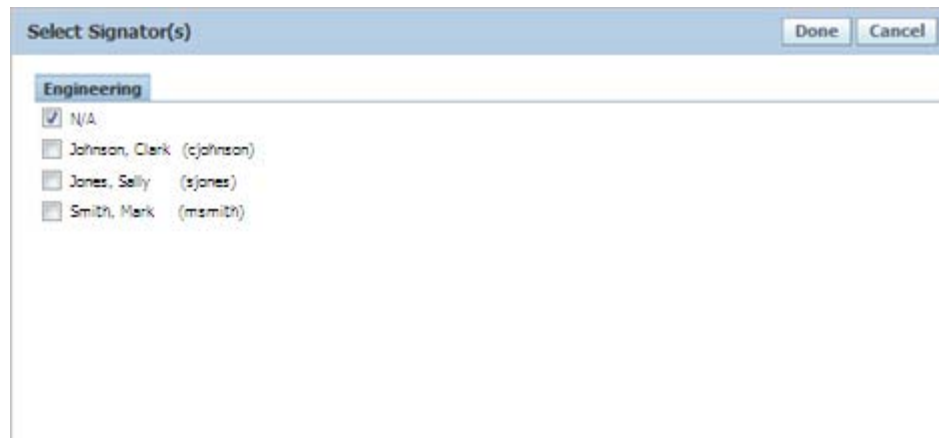 Select Signator(s)
Done Cancel
Engineering
N/A
Johnson, Clark (cjohnson)
Jones, Sally (sjones)
Smith, Mark (msmith)